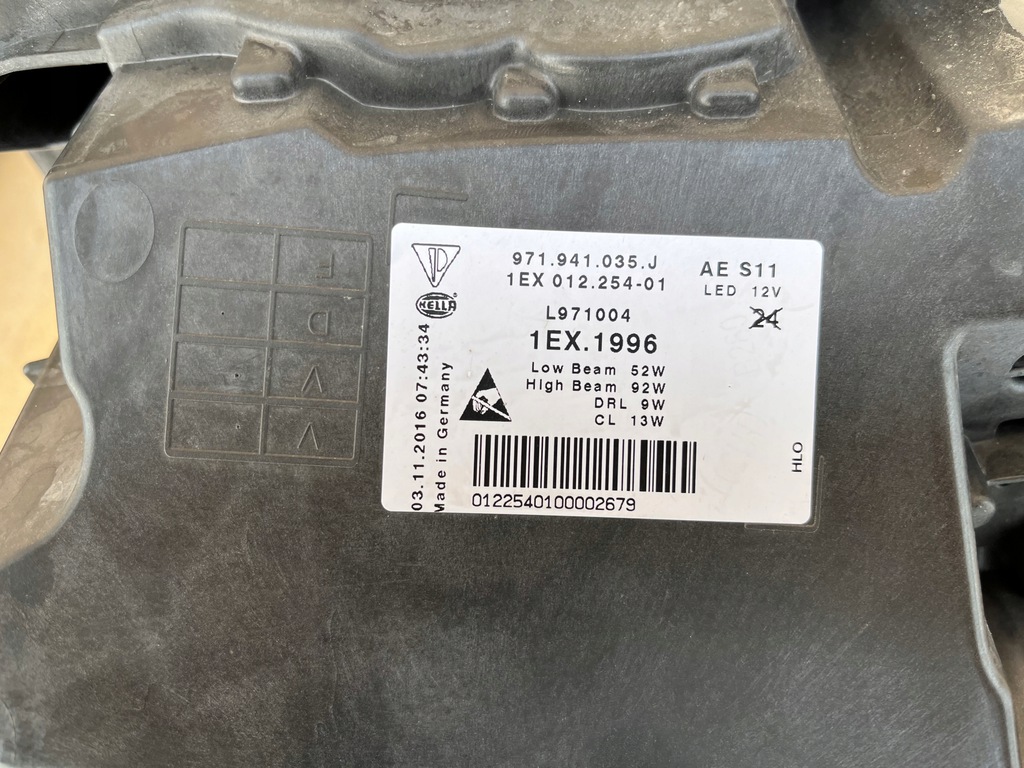 971.941.035.J
1EX 012.254-01
AE S11
LED 12V
24
HELLA
L971004
1EX.1996
Low Beam 52W
High Beam 92W
DRL 9W
CL 13W
03.11.2016 07:43:34
Made in Germany
0122540100002679
HLO
F
D
V
V